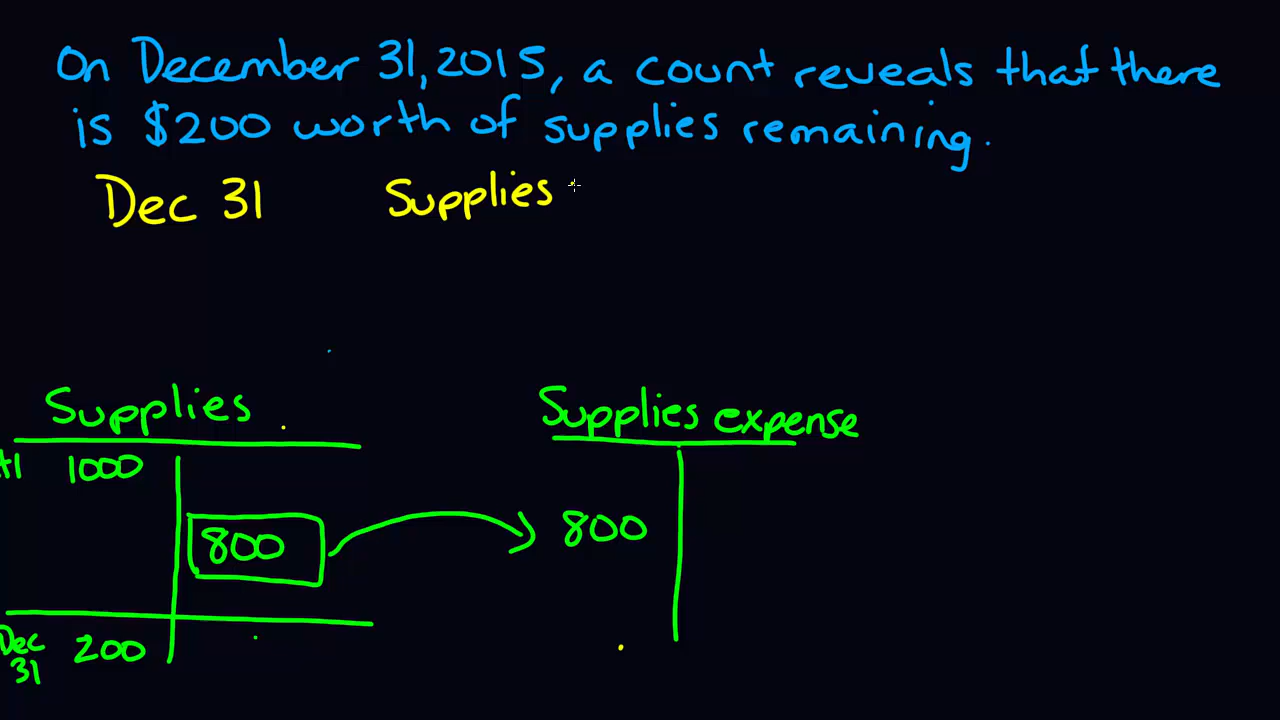 On December 31, 2015, a count reveals that there
is $200 worth of supplies remaining.
Dec 31 Supplies
Supplies Supplies expense
1000
800 800
Dec 200
31